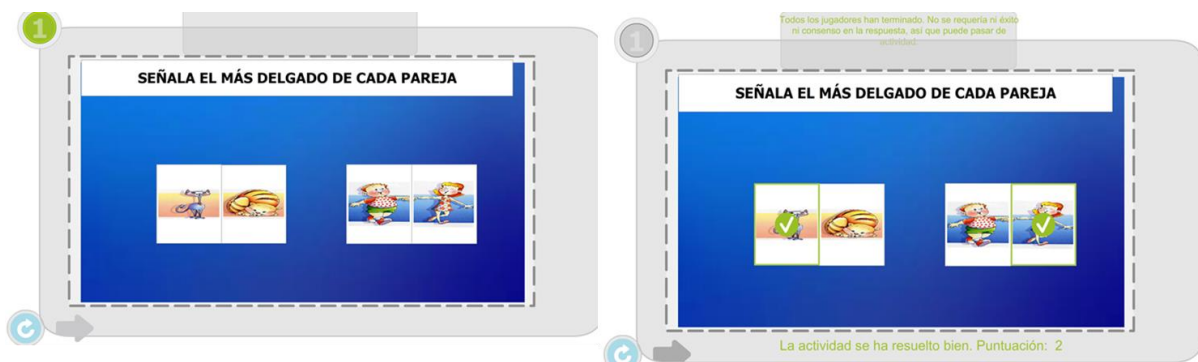 1
SEÑALA EL MÁS DELGADO DE CADA PAREJA
1
Todos los jugadores han terminado. No se requería ni éxito
ni consenso en la respuesta, así que puede pasar de
actividad.
SEÑALA EL MÁS DELGADO DE CADA PAREJA
La actividad se ha resuelto bien. Puntuación: 2